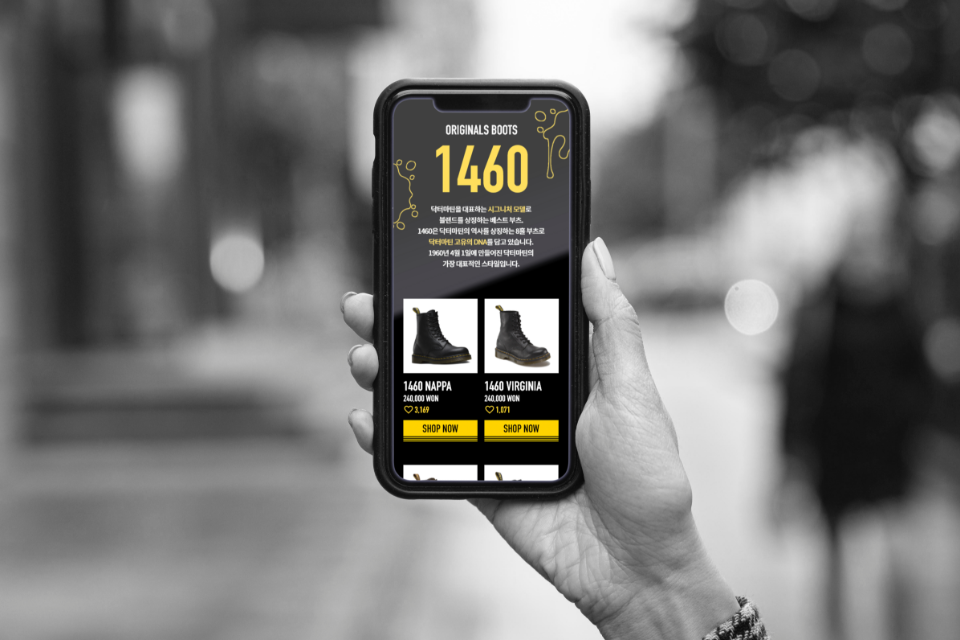 ORIGINALS BOOTS
1460
닥터마틴을 대표하는 시그니처 모델로
브랜드를 상징하는 베스트 부츠.
1460은 닥터마틴의 역사를 상징하는 8홀 부츠로
닥터마틴 고유의 DNA를 담고 있습니다.
1960년 4월 1일에 만들어진 닥터마틴의
가장 대표적인 스타일입니다.
1460 NAPPA
240,000 WON
3,169
SHOP NOW
1460 VIRGINIA
240,000 WON
1,071
SHOP NOW